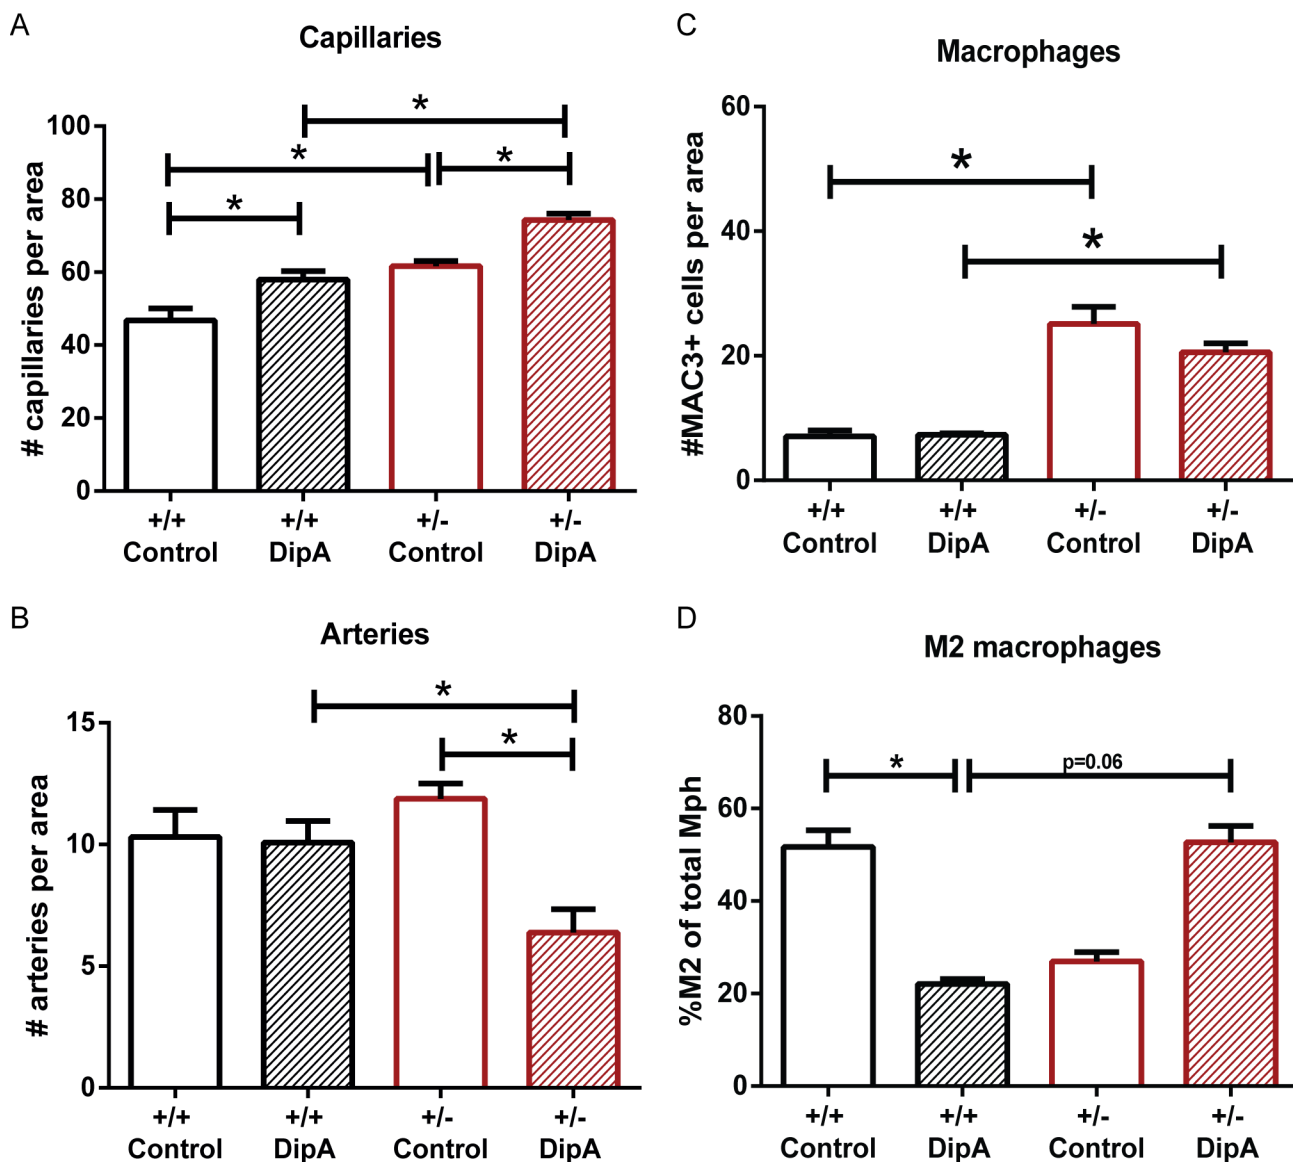 A
Capillaries
# capillaries per area
100
80
60
40
20
0
*
*
*
*
+/+ +/+ +/- +/-
Control DipA Control DipA
C
Macrophages
#MAC3+ cells per area
60
40
20
0
*
*
+/+ +/+ +/- +/-
Control DipA Control DipA
B
Arteries
# arteries per area
15
10
5
0
*
*
+/+ +/+ +/- +/-
Control DipA Control DipA
D
M2 macrophages
%M2 of total Mph
80
60
40
20
0
* p=0.06
+/+ +/+ +/- +/-
Control DipA Control DipA